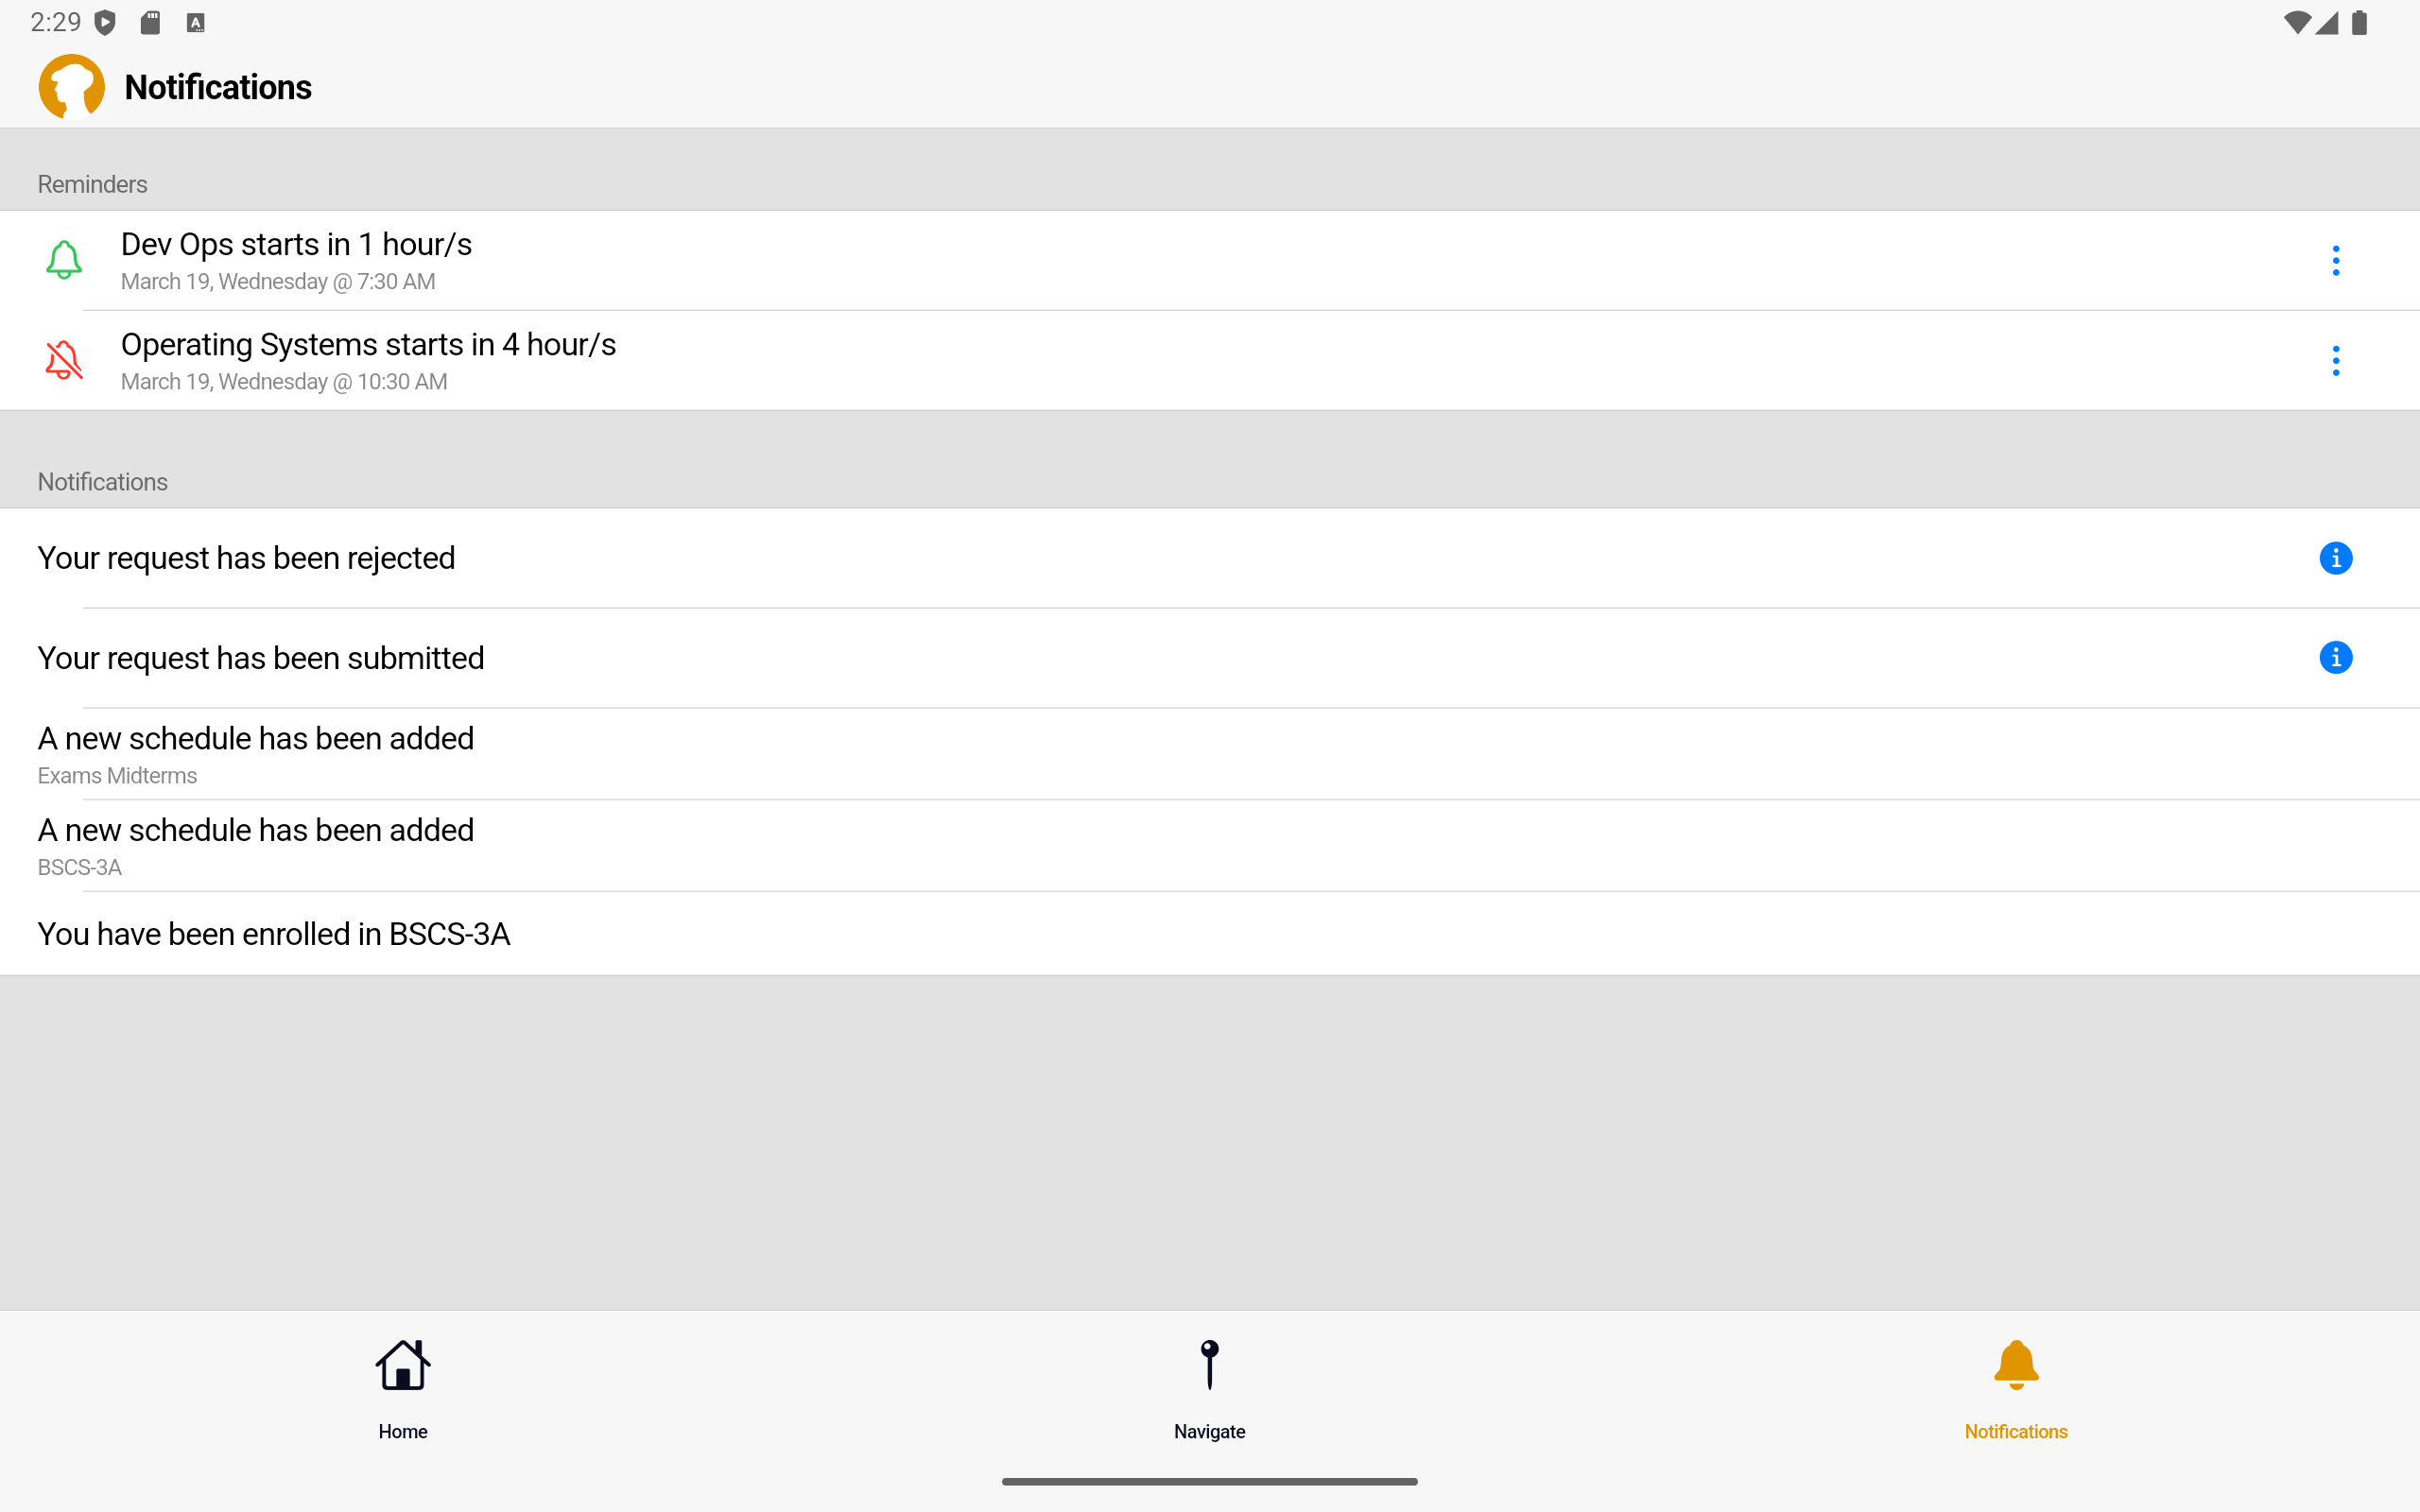 2:29
Notifications
Reminders
Dev Ops starts in 1 hour/s
March 19, Wednesday @ 7:30 AM
Operating Systems starts in 4 hour/s
March 19, Wednesday @ 10:30 AM
Notifications
Your request has been rejected
Your request has been submitted
A new schedule has been added
Exams Midterms
A new schedule has been added
BSCS-3A
You have been enrolled in BSCS-3A
Home
Navigate
Notifications